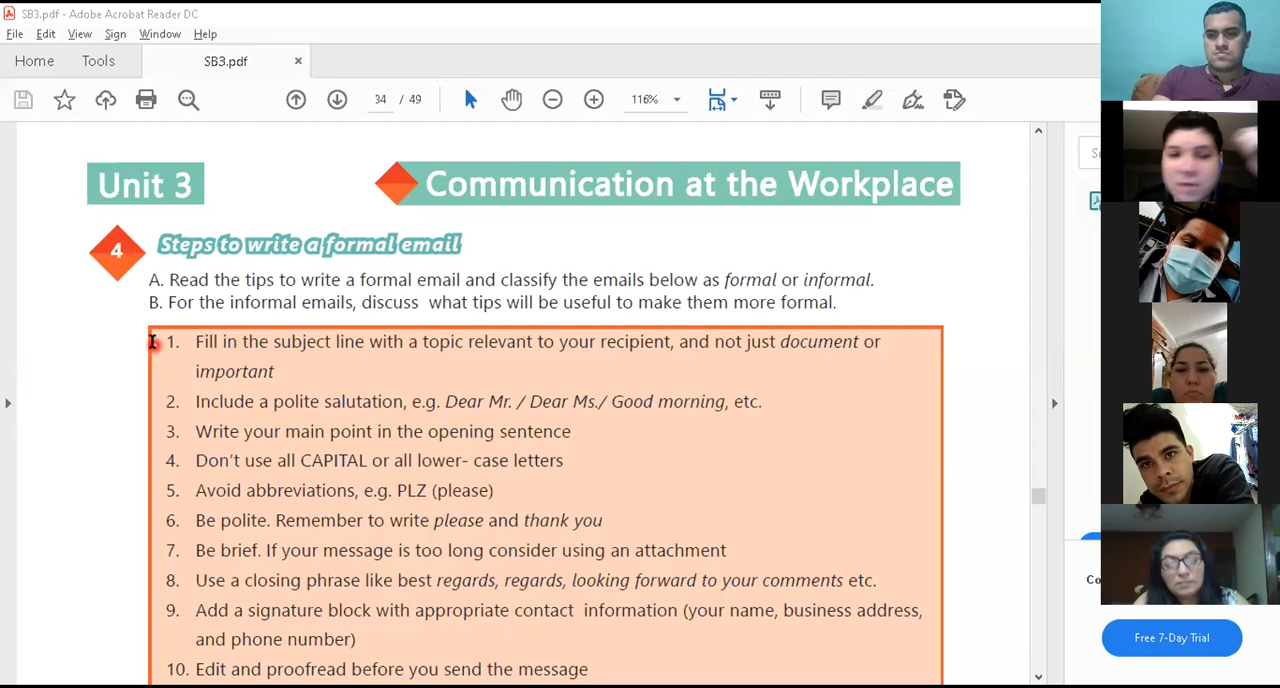 SB3.pdf - Adobe Acrobat Reader DC
File Edit View Sign Window Help
Home Tools SB3.pdf ×
34 / 49 116%
Unit 3 Communication at the Workplace
4 Steps to write a formal email
A. Read the tips to write a formal email and classify the emails below as formal or informal.
B. For the informal emails, discuss what tips will be useful to make them more formal.
1. Fill in the subject line with a topic relevant to your recipient, and not just document or
important
2. Include a polite salutation, e.g. Dear Mr. / Dear Ms./ Good morning, etc.
3. Write your main point in the opening sentence
4. Don't use all CAPITAL or all lower- case letters
5. Avoid abbreviations, e.g. PLZ (please)
6. Be polite. Remember to write please and thank you
7. Be brief. If your message is too long consider using an attachment
8. Use a closing phrase like best regards, regards, looking forward to your comments etc.
9. Add a signature block with appropriate contact information (your name, business address,
and phone number)
10. Edit and proofread before you send the message
Free 7-Day Trial